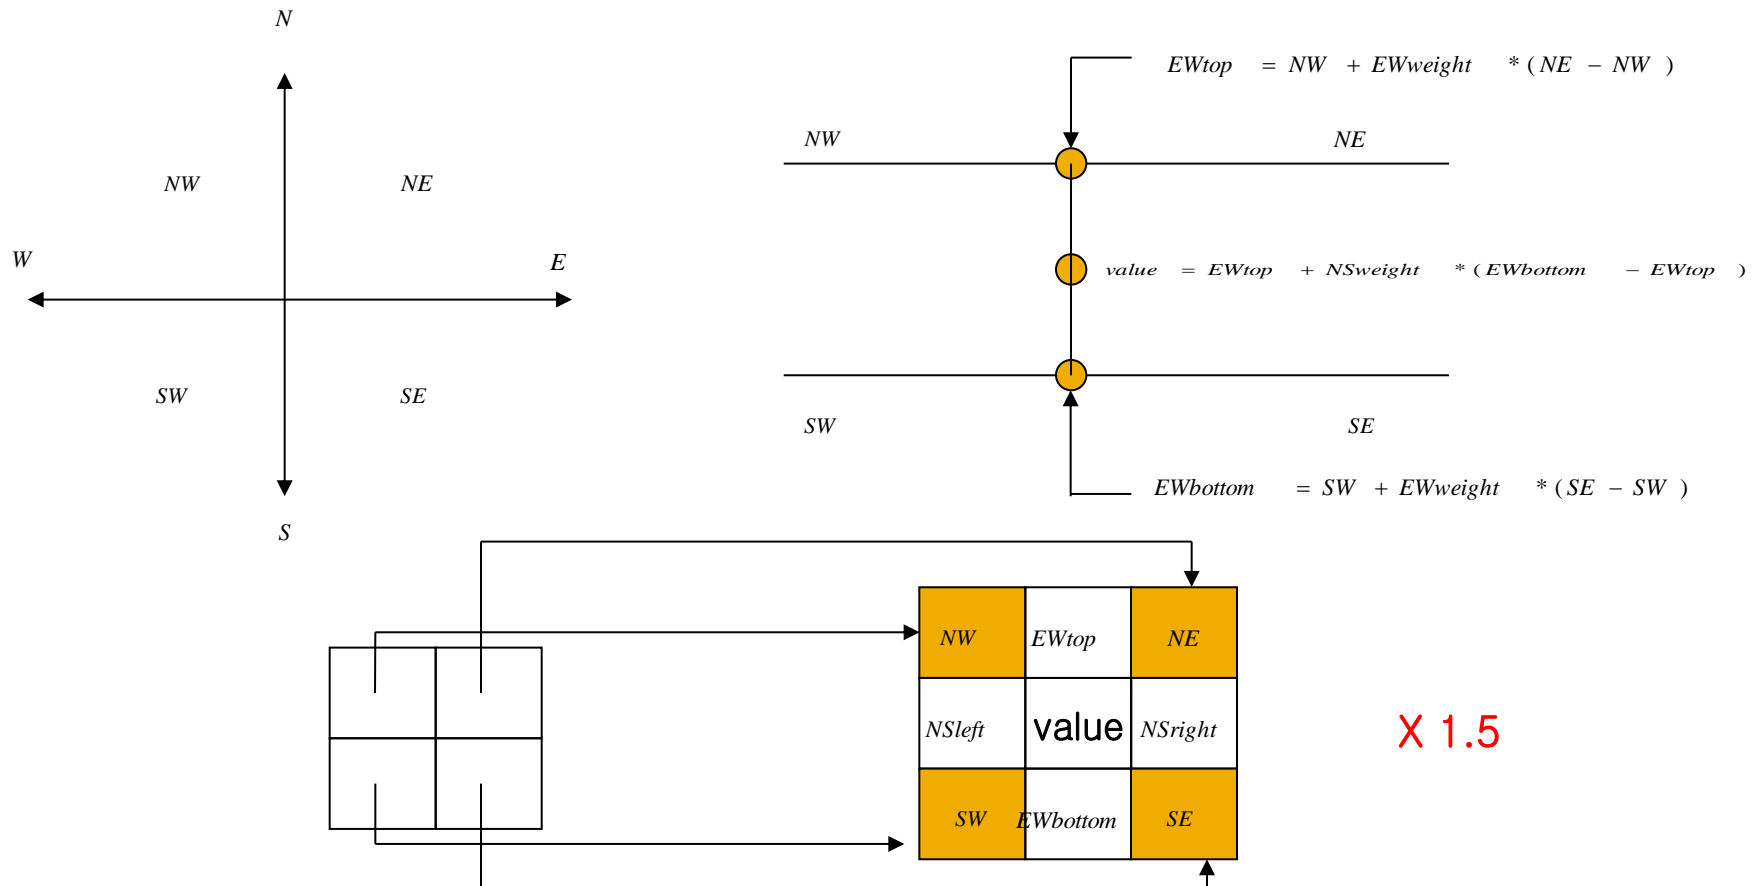 N
EWtop = NW + EWweight * ( NE − NW )
NW NE
NW NE
W E
value = EWtop + NSweight * ( EWbottom − EWtop )
SW SE
SW SE
EWbottom = SW + EWweight * ( SE − SW )
S
NW EWtop NE
NSleft value NSright
X 1.5
SW EWbottom SE